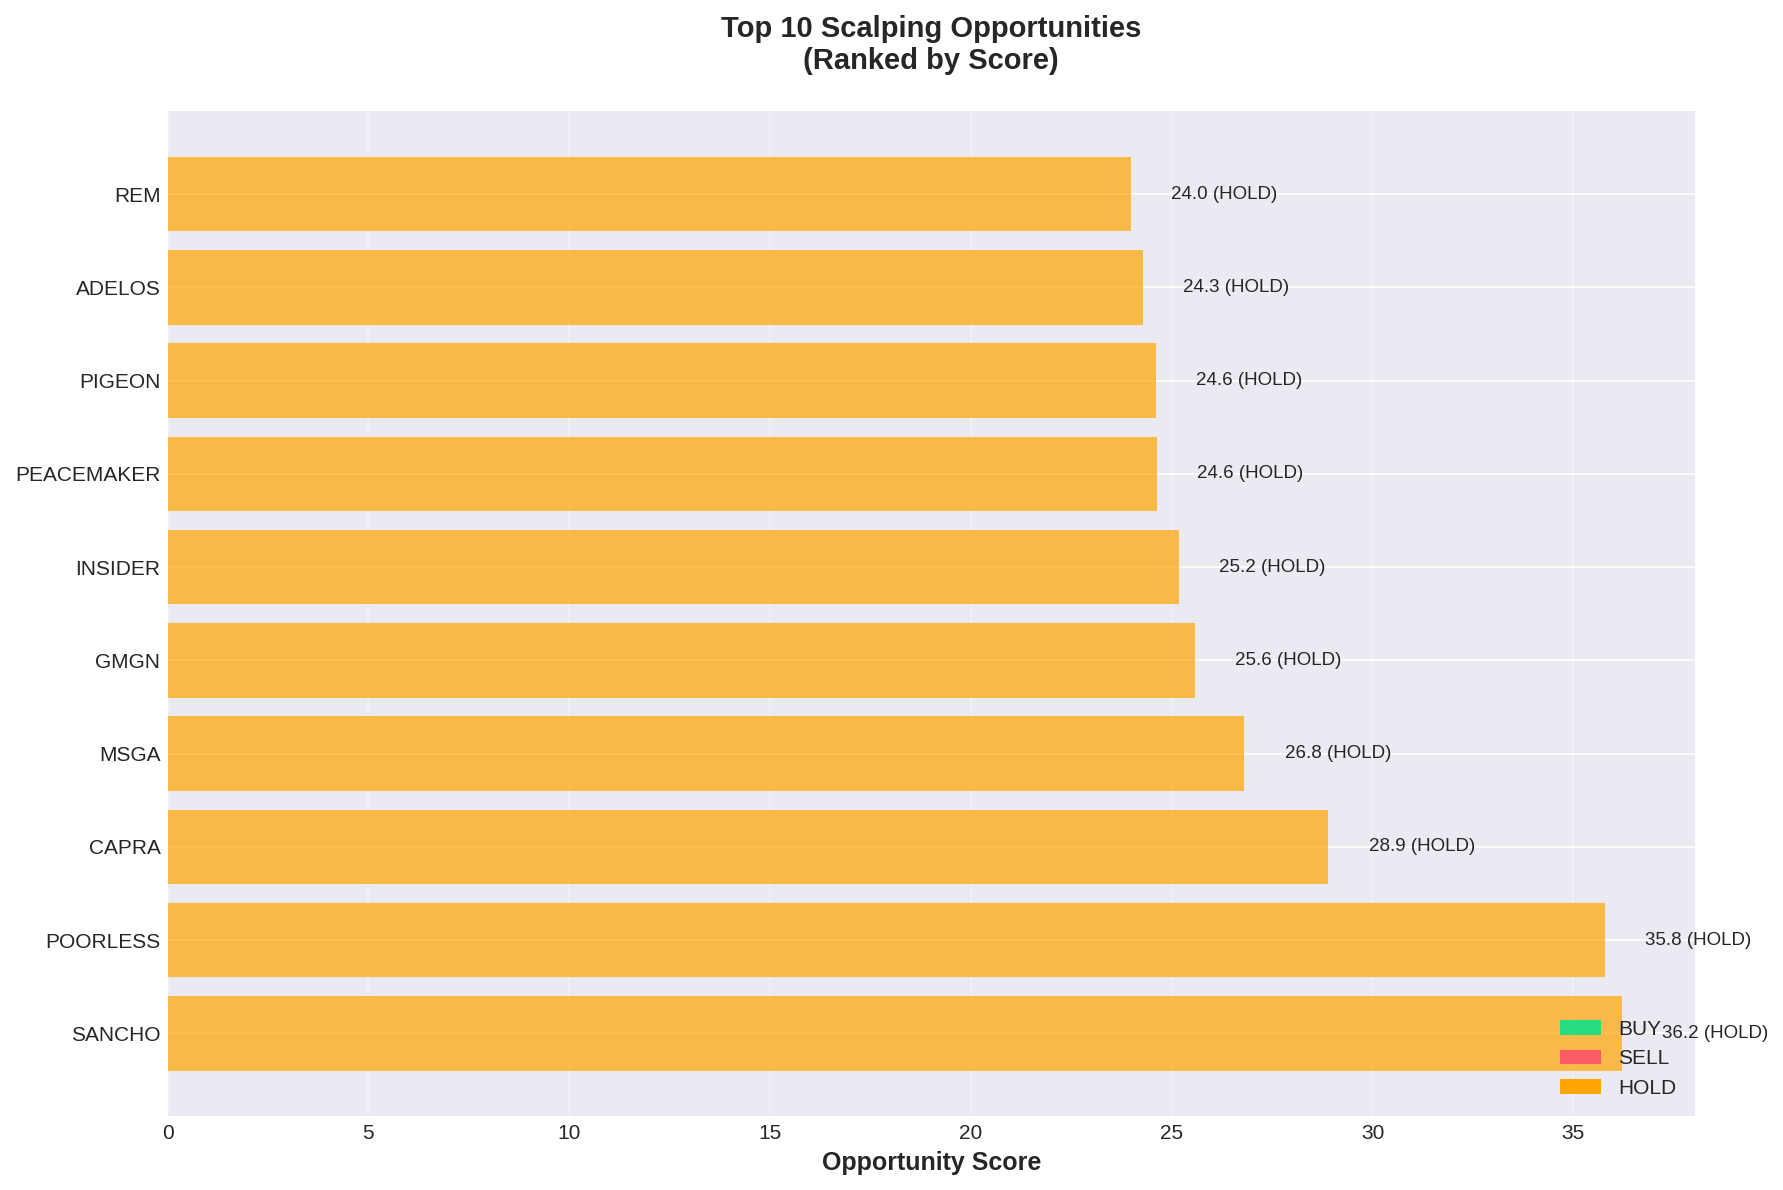 Top 10 Scalping Opportunities
(Ranked by Score)
REM 24.0 (HOLD)
ADELOS 24.3 (HOLD)
PIGEON 24.6 (HOLD)
PEACEMAKER 24.6 (HOLD)
INSIDER 25.2 (HOLD)
GMGN 25.6 (HOLD)
MSGA 26.8 (HOLD)
CAPRA 28.9 (HOLD)
POORLESS 35.8 (HOLD)
SANCHO 36.2 (HOLD)
BUY
SELL
HOLD
0 5 10 15 20 25 30 35
Opportunity Score